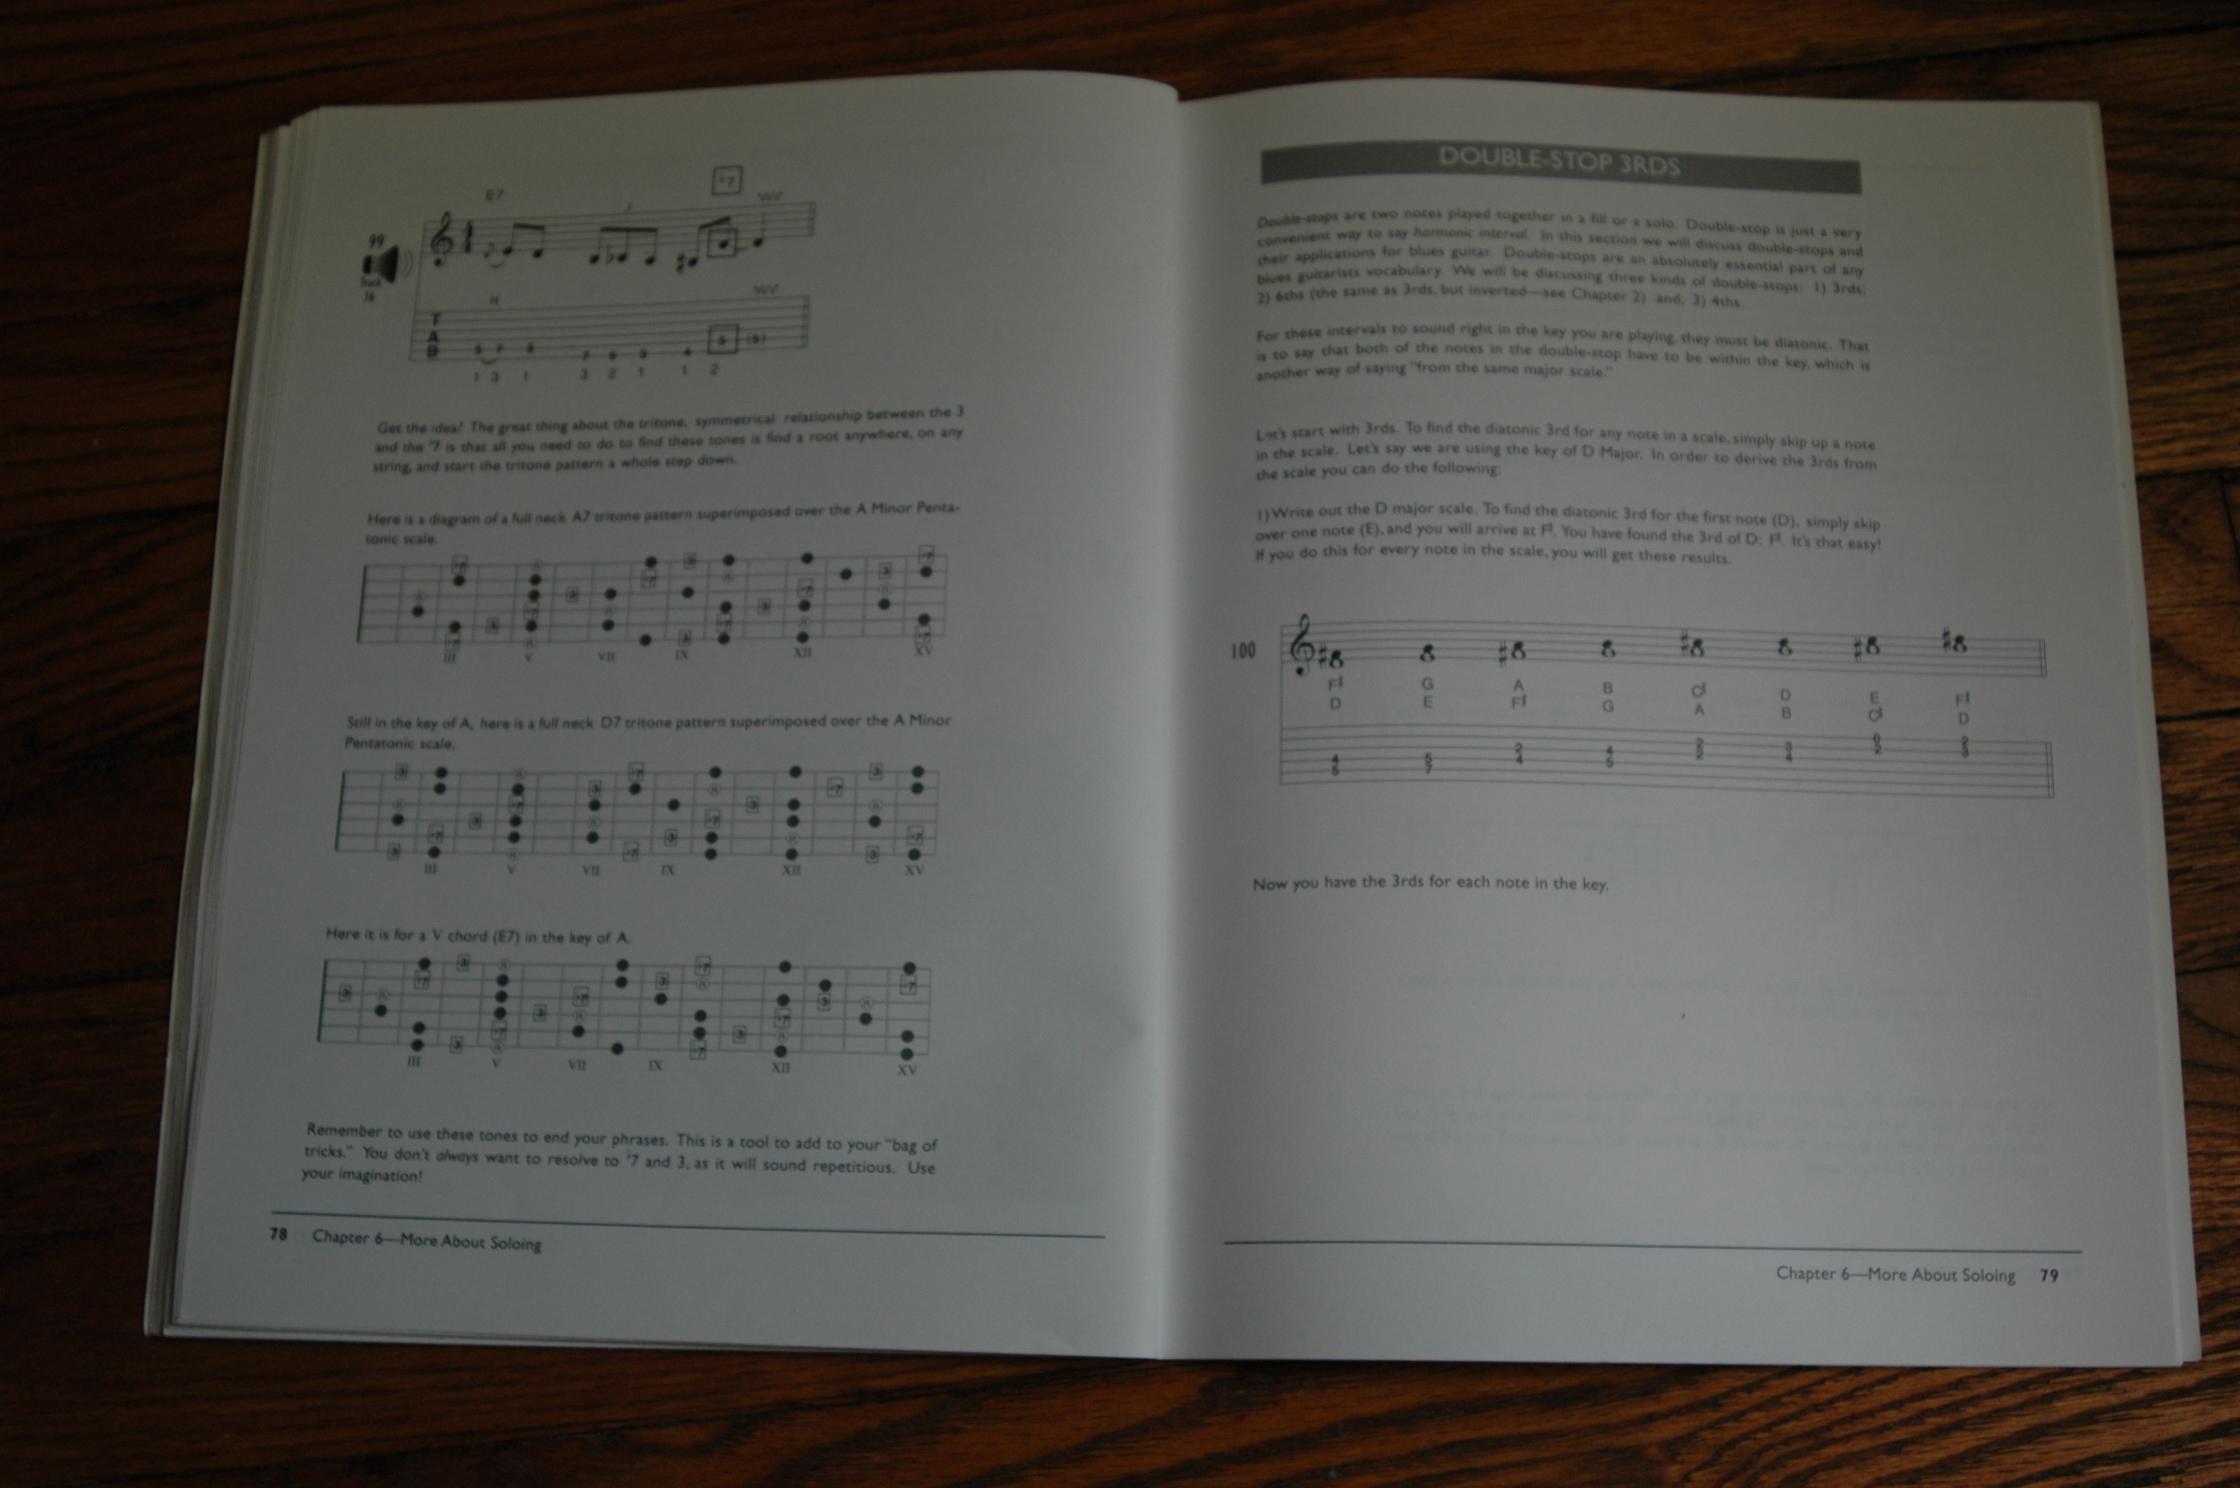 ♭7
E7
3
99
Track
16
H
T
A
B
5 7 5 7 6 5 4 5 (5)
1 3 1 3 2 1 1 2
Get the idea? The great thing about the tritone, symmetrical relationship between the 3
and the ♭7 is that all you need to do to find these tones is find a root anywhere, on any
string, and start the tritone pattern a whole step down.
Here is a diagram of a full neck A7 tritone pattern superimposed over the A Minor Penta-
tonic scale.
III V VII IX XII XV
Still in the key of A, here is a full neck D7 tritone pattern superimposed over the A Minor
Pentatonic scale.
III V VII IX XII XV
Here it is for a V chord (E7) in the key of A.
III V VII IX XII XV
Remember to use these tones to end your phrases. This is a tool to add to your "bag of
tricks." You don't always want to resolve to ♭7 and 3, as it will sound repetitious. Use
your imagination!
78 Chapter 6—More About Soloing
DOUBLE-STOP 3RDS
Double-stops are two notes played together in a fill or a solo. Double-stop is just a very
convenient way to say harmonic interval. In this section we will discuss double-stops and
their applications for blues guitar. Double-stops are an absolutely essential part of any
blues guitarists vocabulary. We will be discussing three kinds of double-stops: 1) 3rds;
2) 6ths (the same as 3rds, but inverted—see Chapter 2) and; 3) 4ths.
For these intervals to sound right in the key you are playing, they must be diatonic. That
is to say that both of the notes in the double-stop have to be within the key, which is
another way of saying "from the same major scale."
Let's start with 3rds. To find the diatonic 3rd for any note in a scale, simply skip up a note
in the scale. Let's say we are using the key of D Major. In order to derive the 3rds from
the scale you can do the following:
1) Write out the D major scale. To find the diatonic 3rd for the first note (D), simply skip
over one note (E), and you will arrive at F♯. You have found the 3rd of D: F♯. It's that easy!
If you do this for every note in the scale, you will get these results.
100
F♯ G A B C♯ D E F♯
D E F♯ G A B C♯ D
4 5 2 4 2 3 0 2
5 7 4 5 2 4 2 3
Now you have the 3rds for each note in the key.
Chapter 6—More About Soloing 79